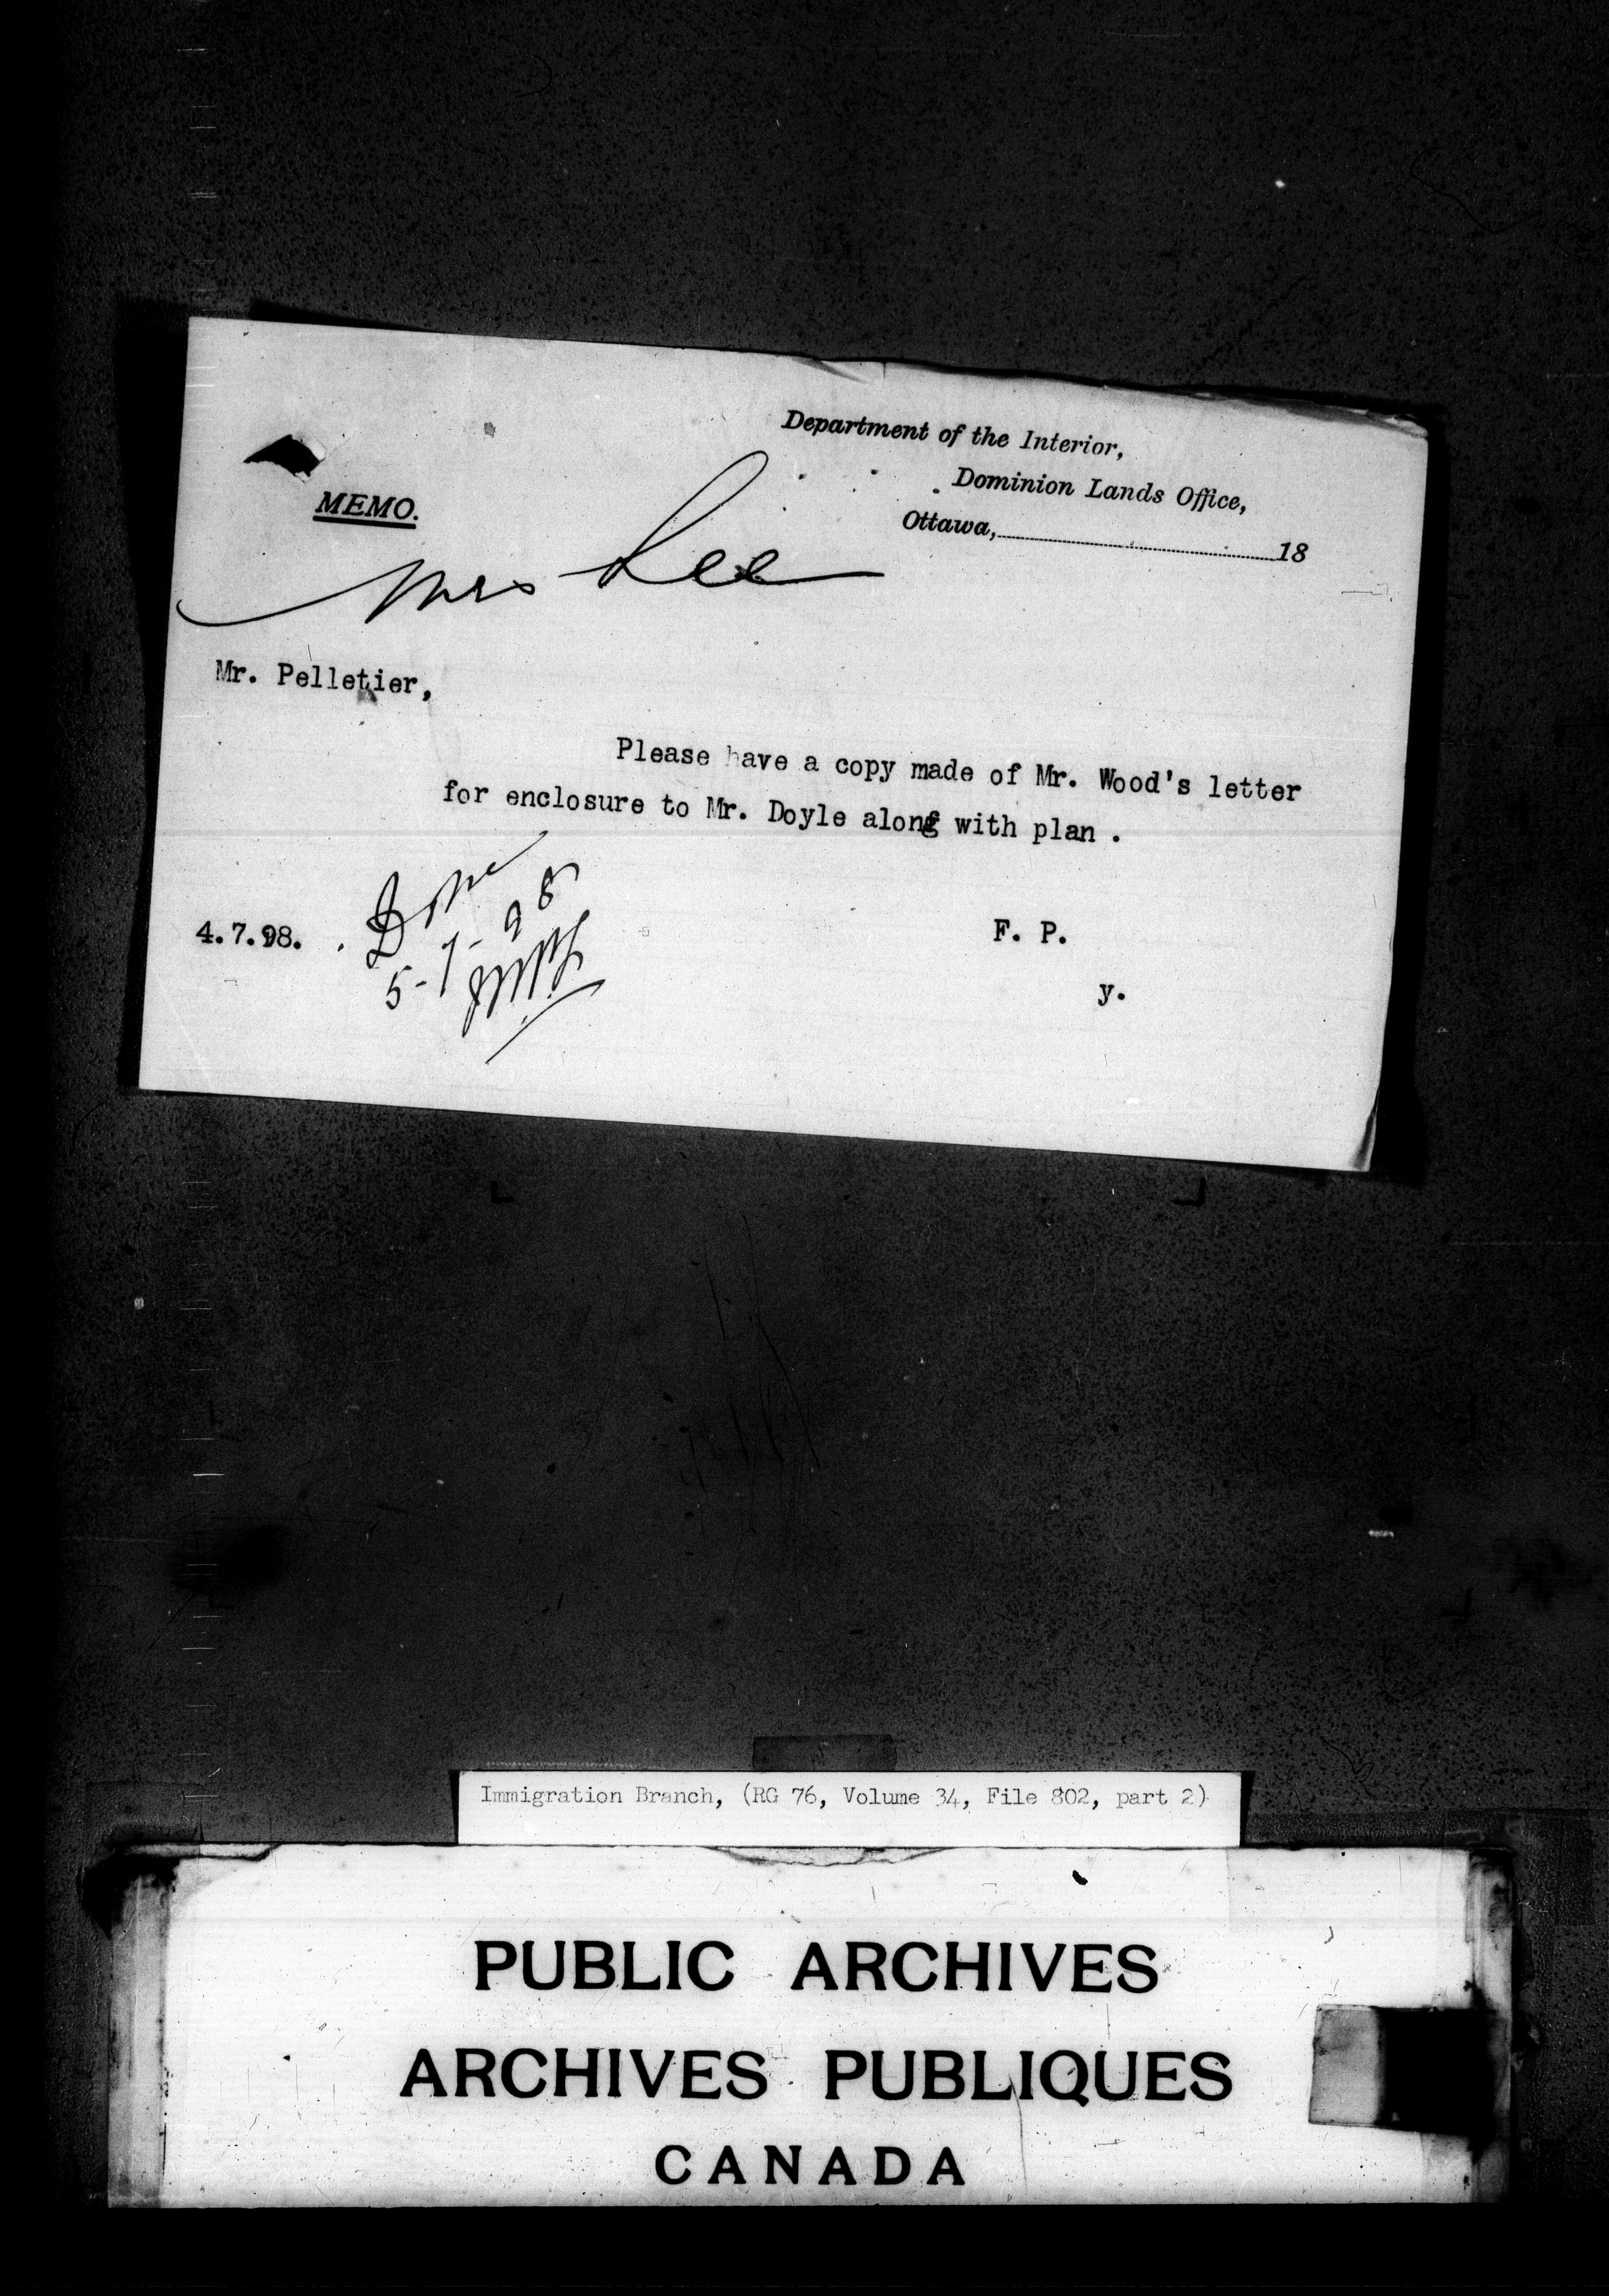 Department of the Interior,
Dominion Lands Office,
MEMO.
Ottawa, 18
Mrs Lee
Mr. Pelletier,
Please have a copy made of Mr. Wood's letter
for enclosure to Mr. Doyle along with plan .
Done
4.7.98.
5-7-98
F. P.
y.
Immigration Branch, (RG 76, Volume 34, File 802, part 2)
PUBLIC ARCHIVES
ARCHIVES PUBLIQUES
CANADA